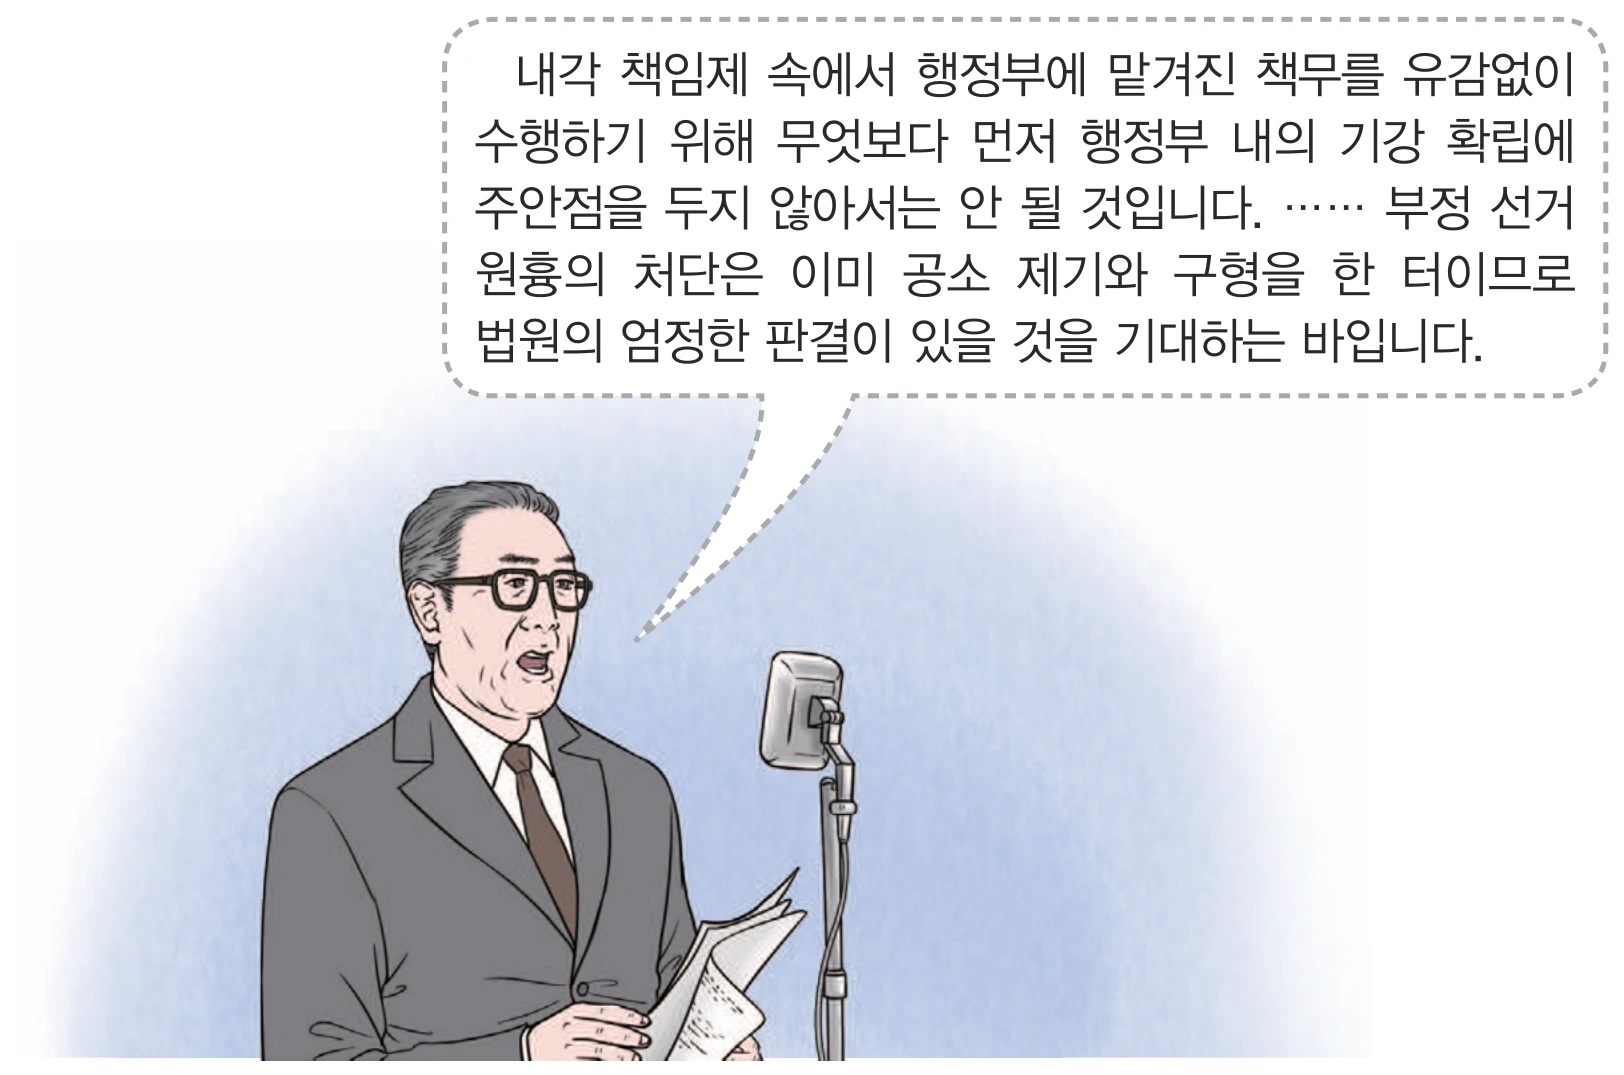 내각 책임제 속에서 행정부에 맡겨진 책무를 유감없이
수행하기 위해 무엇보다 먼저 행정부 내의 기강 확립에
주안점을 두지 않아서는 안 될 것입니다. …… 부정 선거
원흉의 처단은 이미 공소 제기와 구형을 한 터이므로
법원의 엄정한 판결이 있을 것을 기대하는 바입니다.